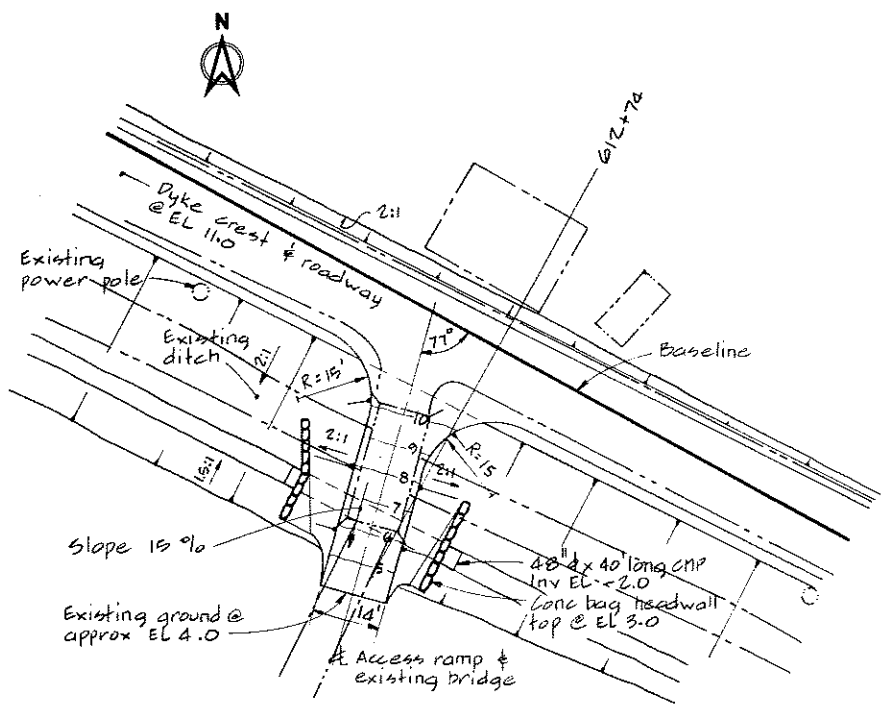 N
612+74
Dyke crest & roadway
@ EL 11.0
2:1
Existing
power pole
Existing
ditch
2:1
R=15'
77°
Baseline
10
9
8
7
6
5
R=15
2:1
2:1
1.5:1
Slope 15 %
48"ø x 40' long CMP
Inv EL -2.0
Conc bag headwall
top @ EL 3.0
Existing ground @
approx EL 4.0
14'
℄ Access ramp &
existing bridge